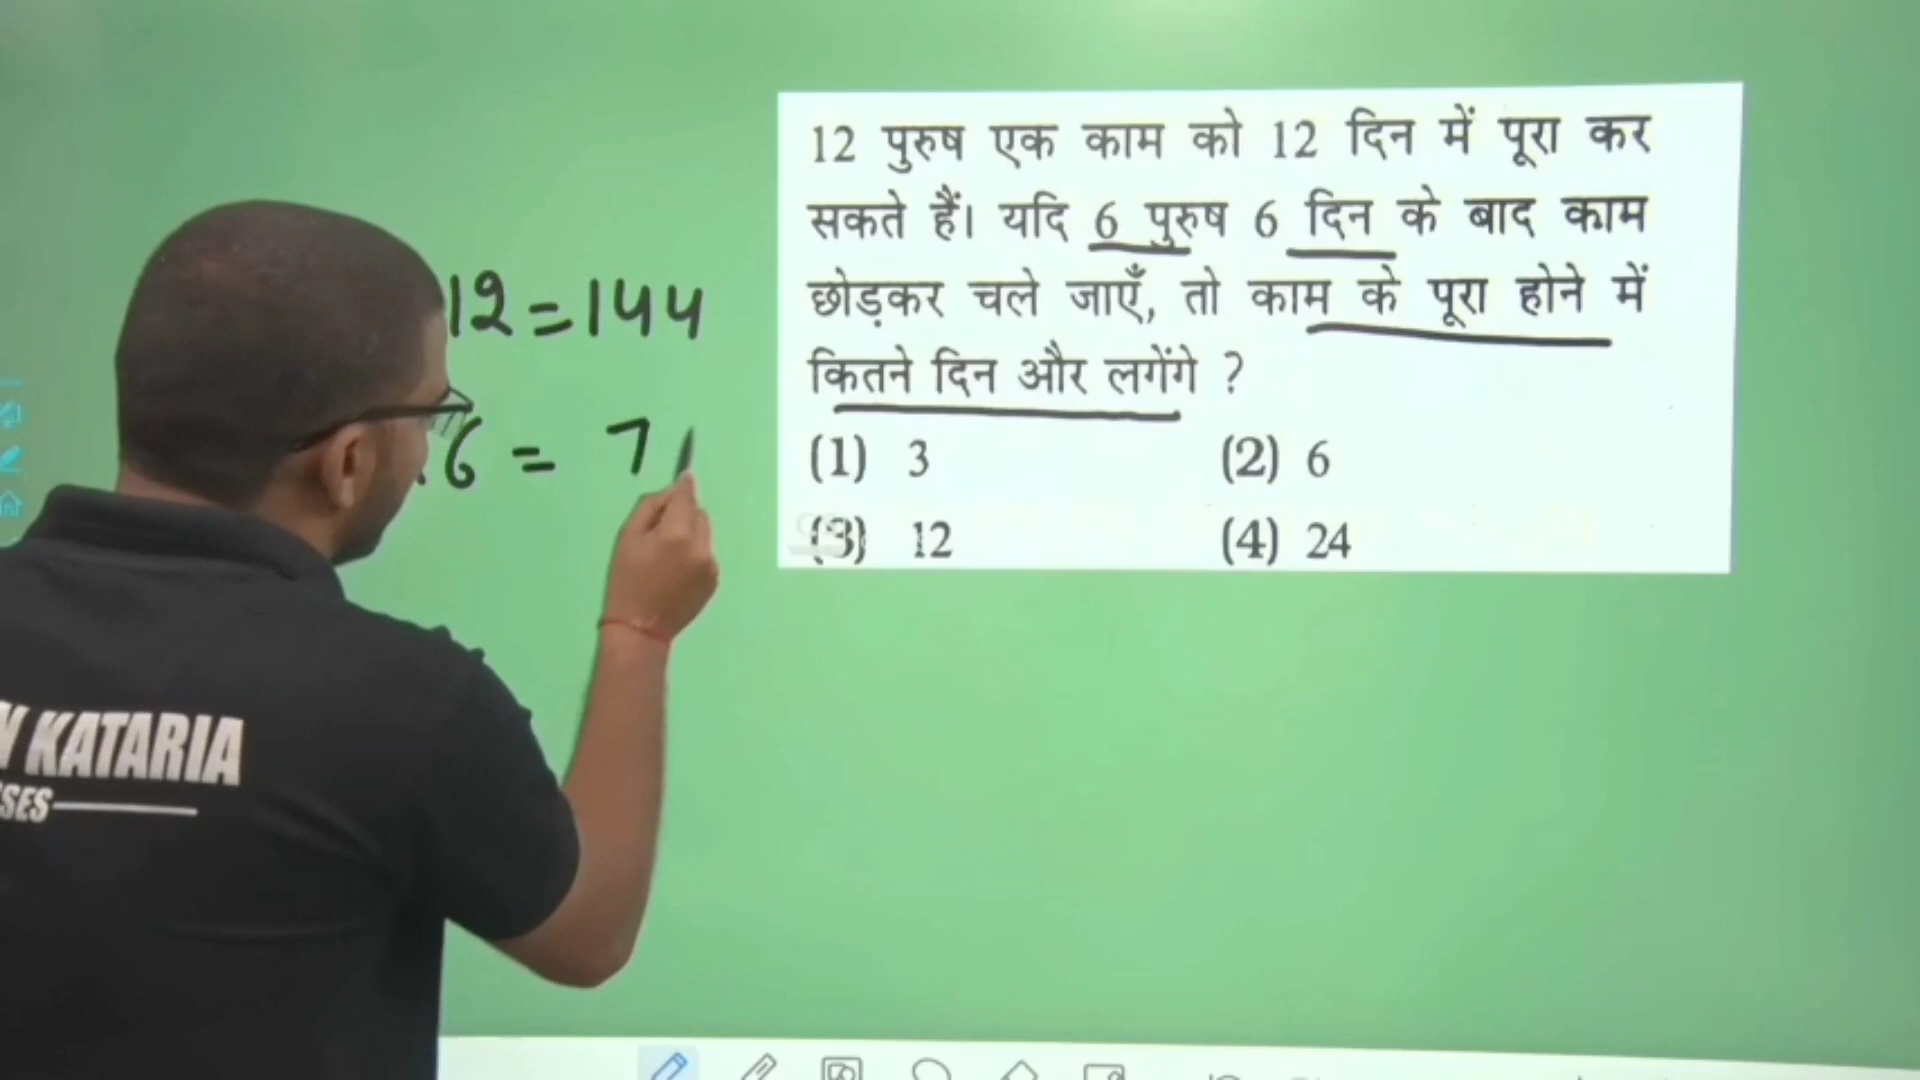 12 पुरुष एक काम को 12 दिन में पूरा कर
सकते हैं। यदि 6 पुरुष 6 दिन के बाद काम
छोड़कर चले जाएँ, तो काम के पूरा होने में
कितने दिन और लगेंगे ?
(1) 3 (2) 6
(3) 12 (4) 24
12=144
6 = 7
KATARIA